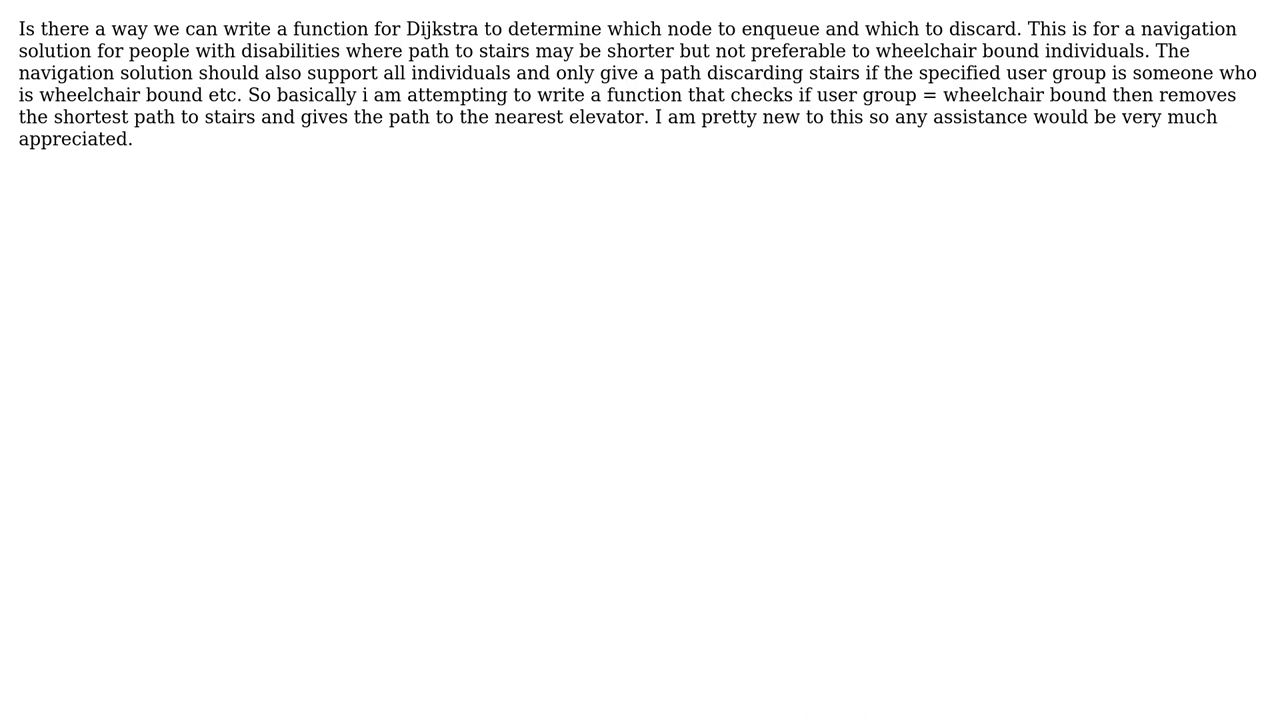 Is there a way we can write a function for Dijkstra to determine which node to enqueue and which to discard. This is for a navigation
solution for people with disabilities where path to stairs may be shorter but not preferable to wheelchair bound individuals. The
navigation solution should also support all individuals and only give a path discarding stairs if the specified user group is someone who
is wheelchair bound etc. So basically i am attempting to write a function that checks if user group = wheelchair bound then removes
the shortest path to stairs and gives the path to the nearest elevator. I am pretty new to this so any assistance would be very much
appreciated.